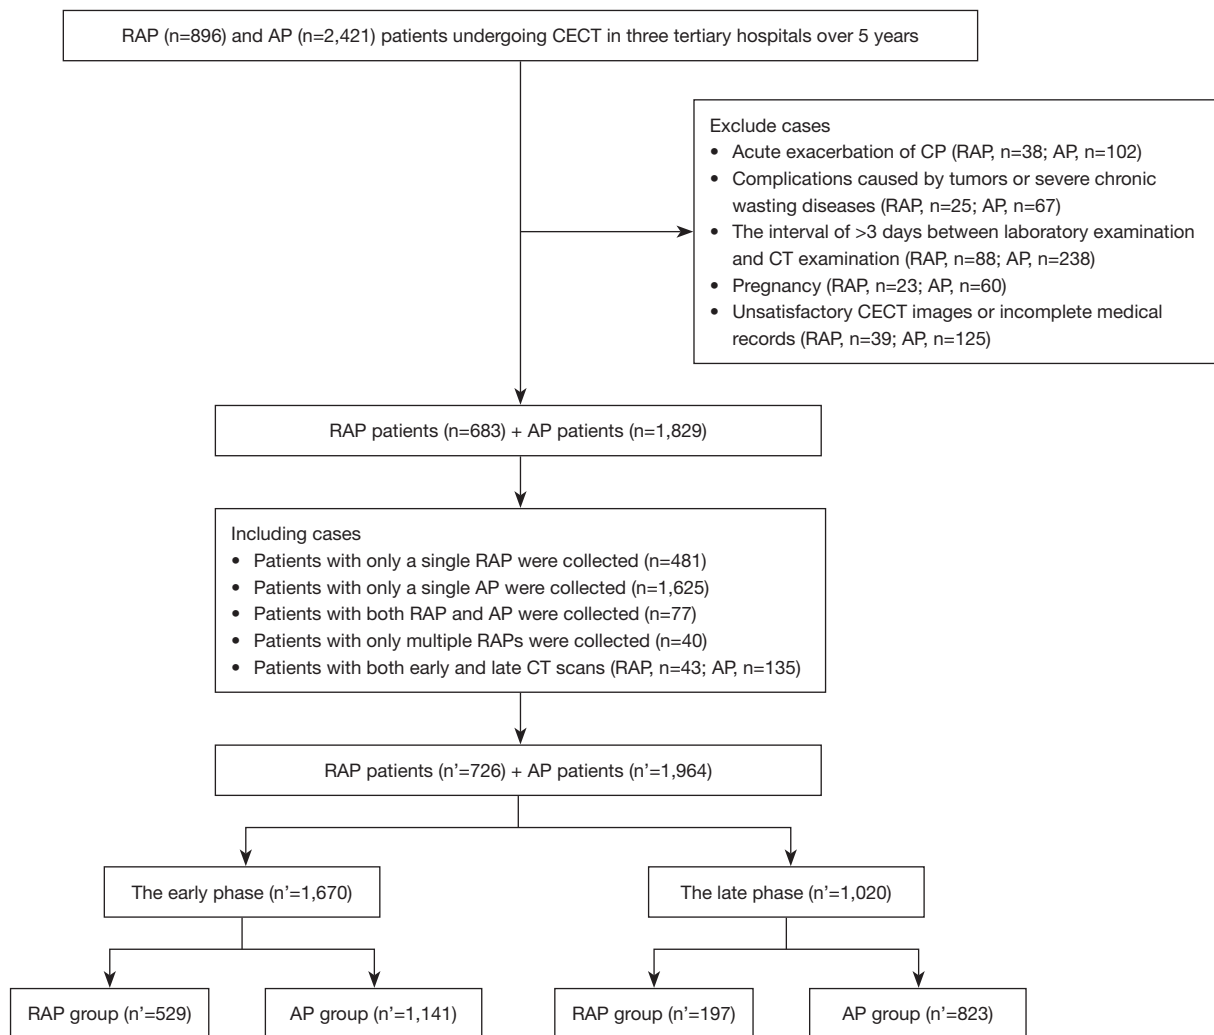 RAP (n=896) and AP (n=2,421) patients undergoing CECT in three tertiary hospitals over 5 years
Exclude cases
• Acute exacerbation of CP (RAP, n=38; AP, n=102)
• Complications caused by tumors or severe chronic
wasting diseases (RAP, n=25; AP, n=67)
• The interval of >3 days between laboratory examination
and CT examination (RAP, n=88; AP, n=238)
• Pregnancy (RAP, n=23; AP, n=60)
• Unsatisfactory CECT images or incomplete medical
records (RAP, n=39; AP, n=125)
RAP patients (n=683) + AP patients (n=1,829)
Including cases
• Patients with only a single RAP were collected (n=481)
• Patients with only a single AP were collected (n=1,625)
• Patients with both RAP and AP were collected (n=77)
• Patients with only multiple RAPs were collected (n=40)
• Patients with both early and late CT scans (RAP, n=43; AP, n=135)
RAP patients (n’=726) + AP patients (n’=1,964)
The early phase (n’=1,670)
The late phase (n’=1,020)
RAP group (n’=529)
AP group (n’=1,141)
RAP group (n’=197)
AP group (n’=823)